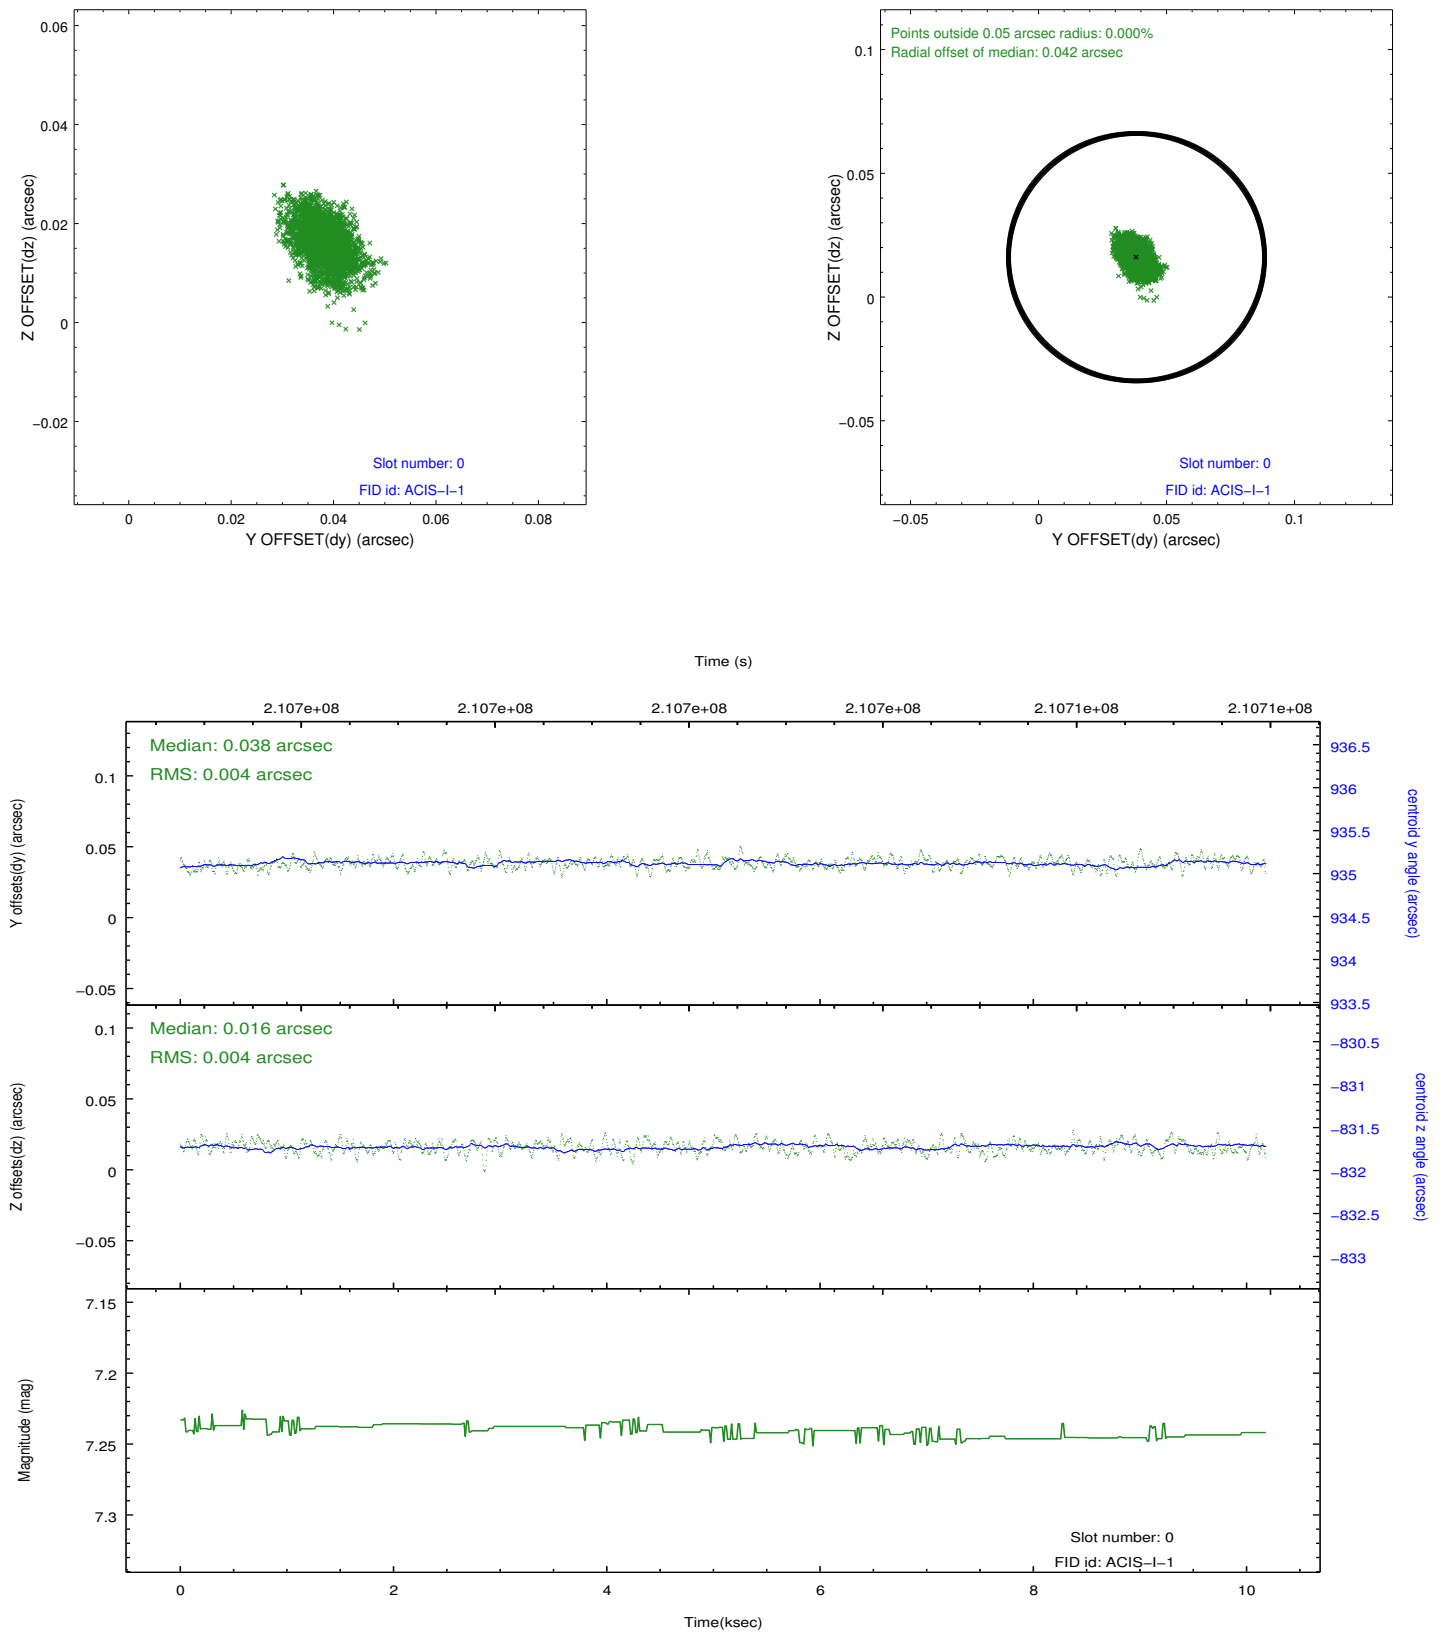 0.06
0.04
0.02
0
−0.02
Z OFFSET(dz) (arcsec)
Slot number: 0
FID id: ACIS−I−1
0
0.02
0.04
0.06
0.08
Y OFFSET(dy) (arcsec)
Points outside 0.05 arcsec radius: 0.000%
Radial offset of median: 0.042 arcsec
0.1
0.05
0
−0.05
Z OFFSET(dz) (arcsec)
Slot number: 0
FID id: ACIS−I−1
−0.05
0
0.05
0.1
Y OFFSET(dy) (arcsec)
Time (s)
2.107e+08
2.107e+08
2.107e+08
2.107e+08
2.1071e+08
2.1071e+08
Median: 0.038 arcsec
RMS: 0.004 arcsec
0.1
0.05
0
−0.05
Y offsets(dy) (arcsec)
936.5
936
935.5
935
934.5
934
933.5
centroid y angle (arcsec)
Median: 0.016 arcsec
RMS: 0.004 arcsec
0.1
0.05
0
−0.05
Z offsets(dz) (arcsec)
−830.5
−831
−831.5
−832
−832.5
−833
centroid z angle (arcsec)
7.15
7.2
7.25
7.3
Magnitude (mag)
Slot number: 0
FID id: ACIS−I−1
0
2
4
6
8
10
Time(ksec)